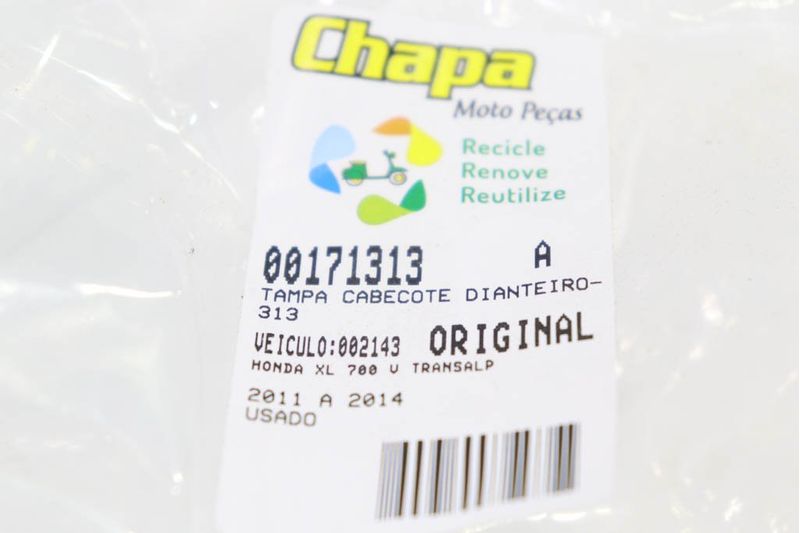 Chapa
Moto Peças
Recicle
Renove
Reutilize
00171313 A
TAMPA CABECOTE DIANTEIRO-
313
VEICULO:002143 ORIGINAL
HONDA XL 700 V TRANSALP
2011 A 2014
USADO